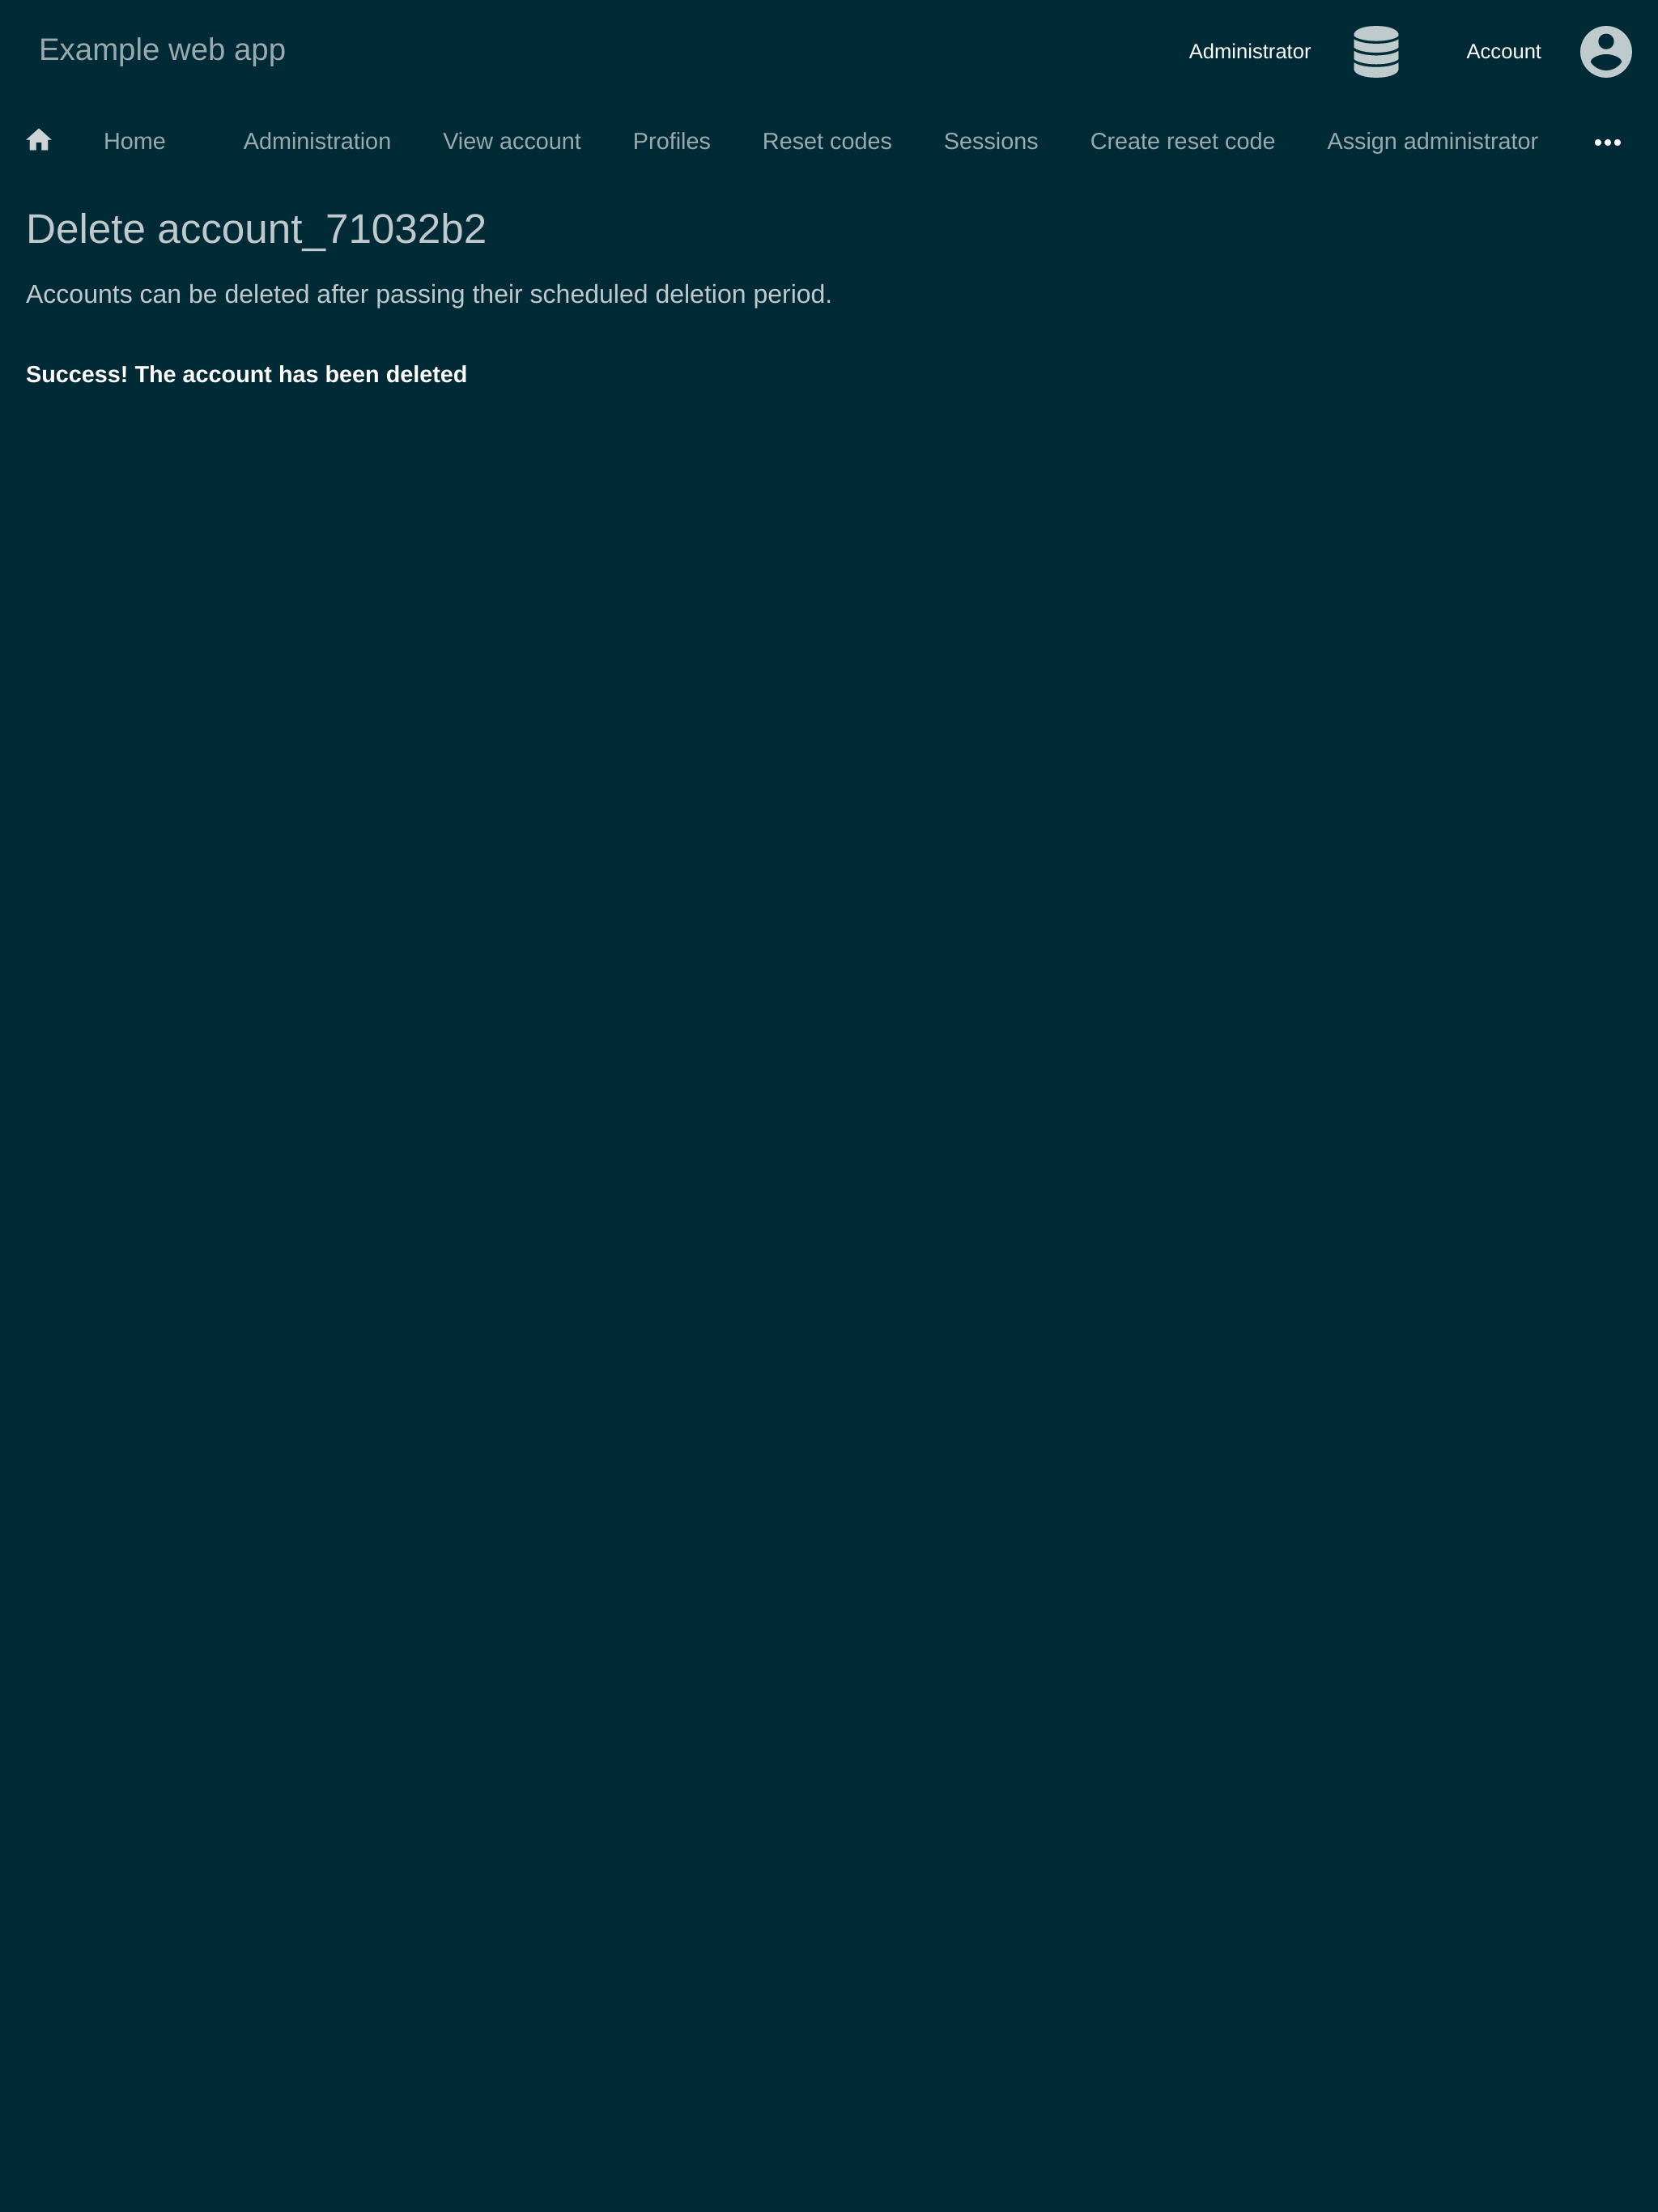 Example web app
Administrator
Account
Home
Administration
View account
Profiles
Reset codes
Sessions
Create reset code
Assign administrator
Delete account_71032b2
Accounts can be deleted after passing their scheduled deletion period.
Success! The account has been deleted